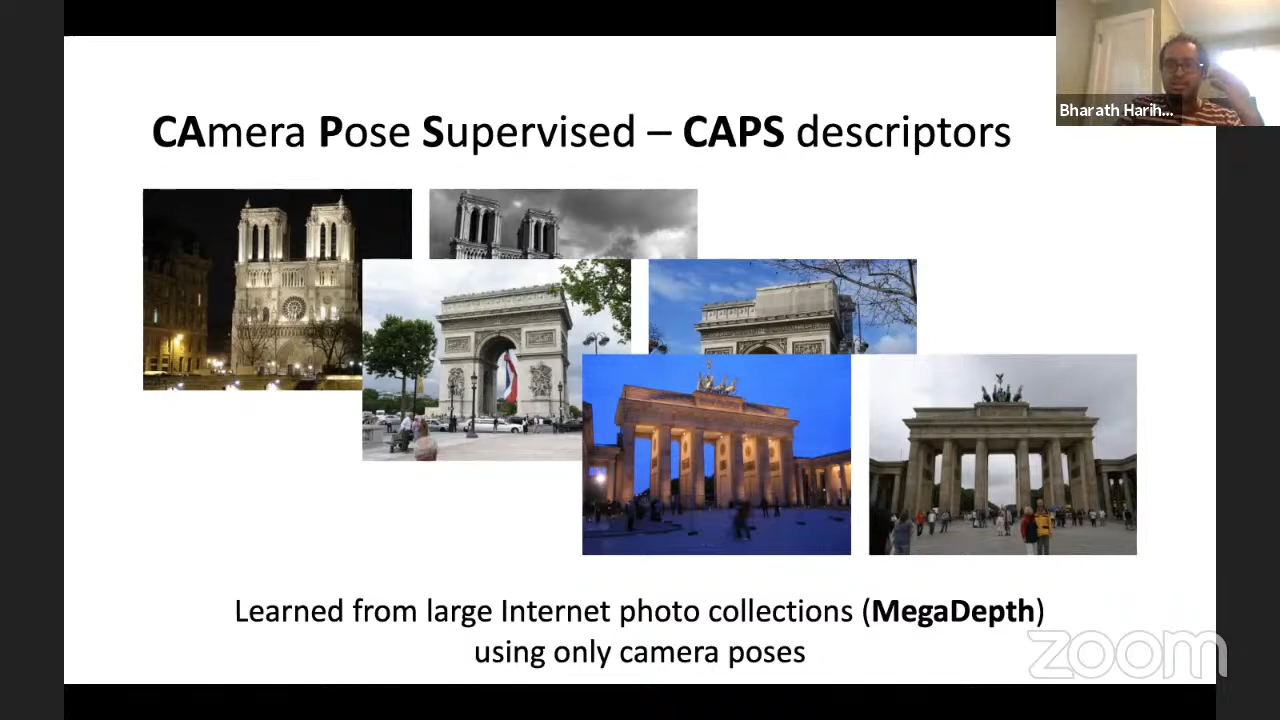 Bharath Harih...
CAmera Pose Supervised – CAPS descriptors
Learned from large Internet photo collections (MegaDepth)
using only camera poses
zoom